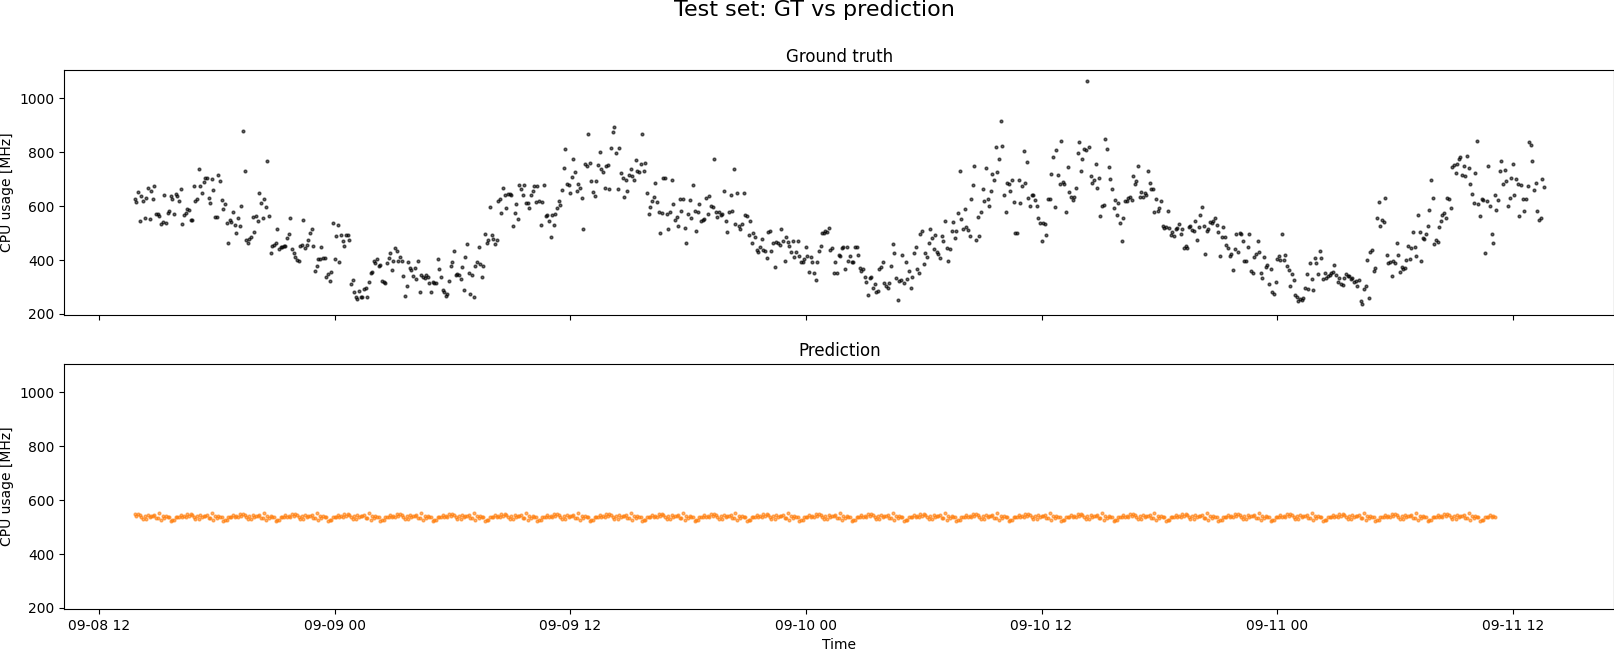 Test set: GT vs prediction
Ground truth
CPU usage [MHz]
1000
800
600
400
200
Prediction
CPU usage [MHz]
1000
800
600
400
200
09-08 12 09-09 00 09-09 12 09-10 00 09-10 12 09-11 00 09-11 12
Time